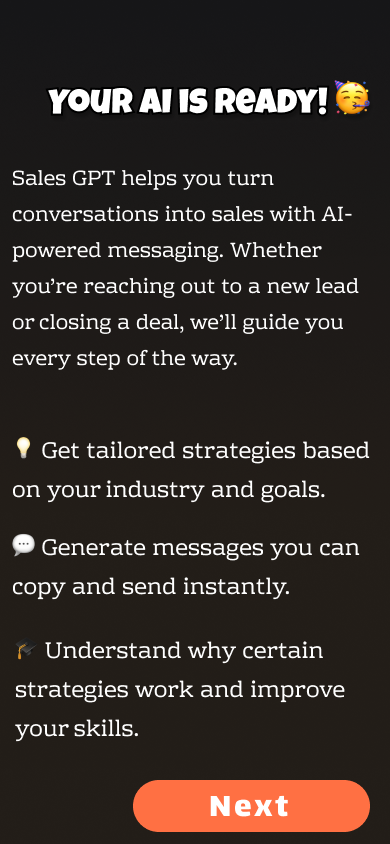 YOUR AI IS READY! 🥳
Sales GPT helps you turn
conversations into sales with AI-
powered messaging. Whether
you’re reaching out to a new lead
or closing a deal, we’ll guide you
every step of the way.
💡 Get tailored strategies based
on your industry and goals.
💬 Generate messages you can
copy and send instantly.
🎓 Understand why certain
strategies work and improve
your skills.
Next